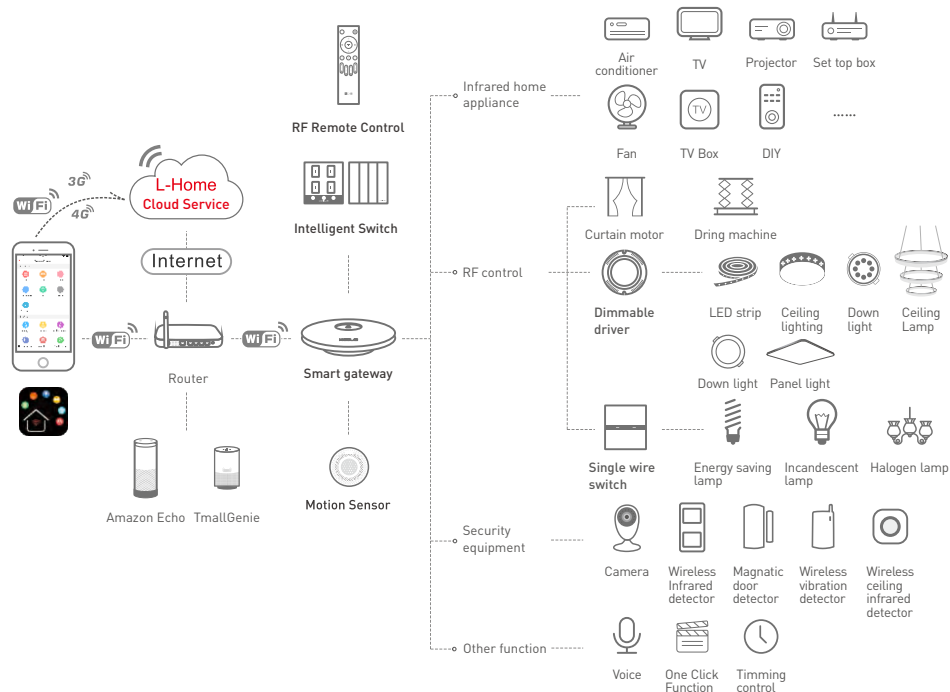 RF Remote Control
WiFi
3G
4G
L-Home
Cloud Service
Internet
Intelligent Switch
WiFi
WiFi
Router
Smart gateway
Amazon Echo
TmallGenie
Motion Sensor
Infrared home
appliance
Air
conditioner
TV
Projector
Set top box
TV
Fan
TV Box
DIY
......
RF control
Curtain motor
Dring machine
Dimmable
driver
LED strip
Ceiling
lighting
Down
light
Ceiling
Lamp
Down light
Panel light
Single wire
switch
Energy saving
lamp
Incandescent
lamp
Halogen lamp
Security
equipment
Camera
Wireless
Infrared
detector
Magnatic
door
detector
Wireless
vibration
detector
Wireless
ceiling
infrared
detector
Other function
Voice
One Click
Function
Timming
control